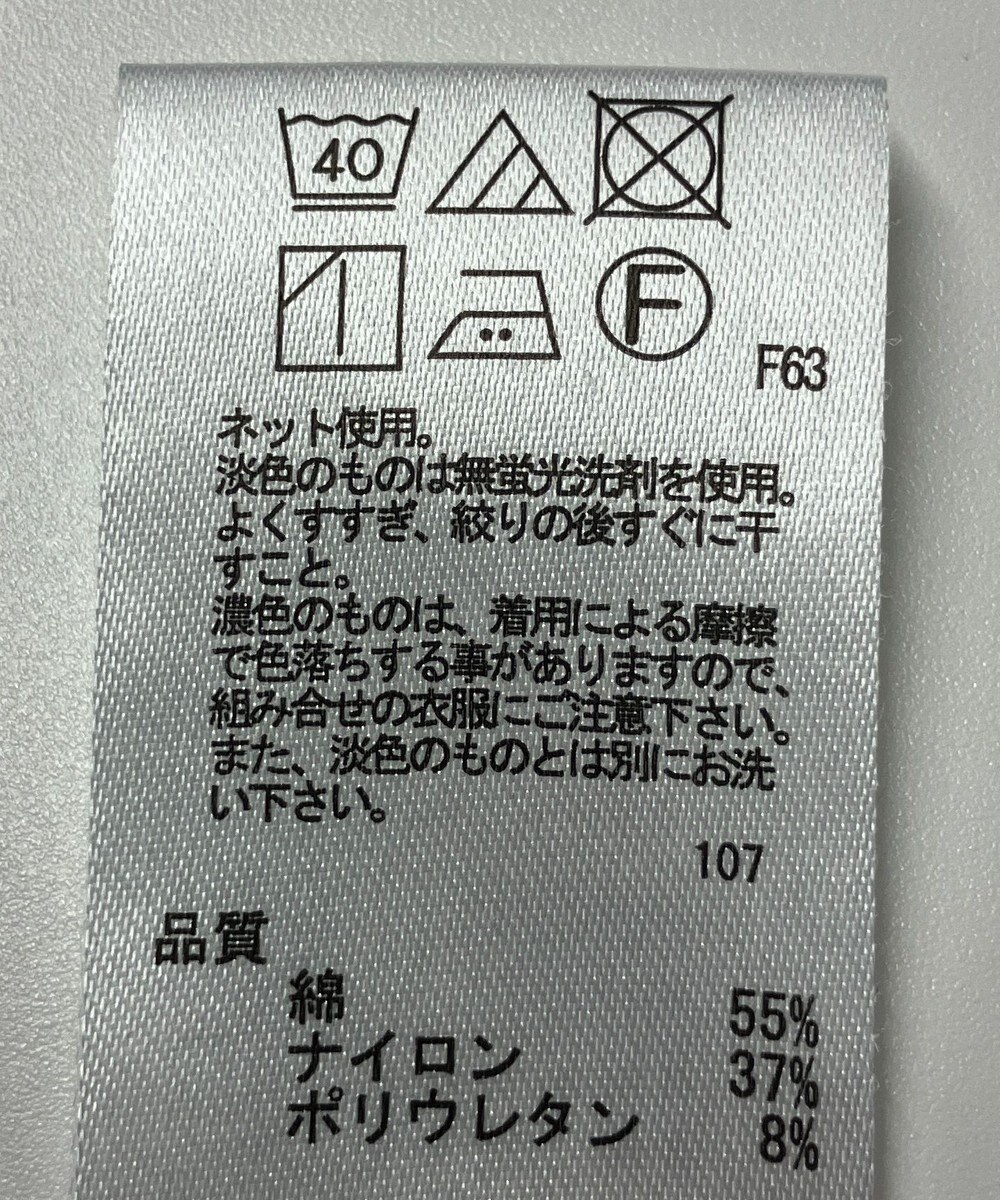 40
F
F63
ネット使用。
淡色のものは無蛍光洗剤を使用。
よくすすぎ、絞りの後すぐに干
すこと。
濃色のものは、着用による摩擦
で色落ちする事がありますので、
組み合せの衣服にご注意下さい。
また、淡色のものとは別にお洗
い下さい。
107
品質
綿 55%
ナイロン 37%
ポリウレタン 8%